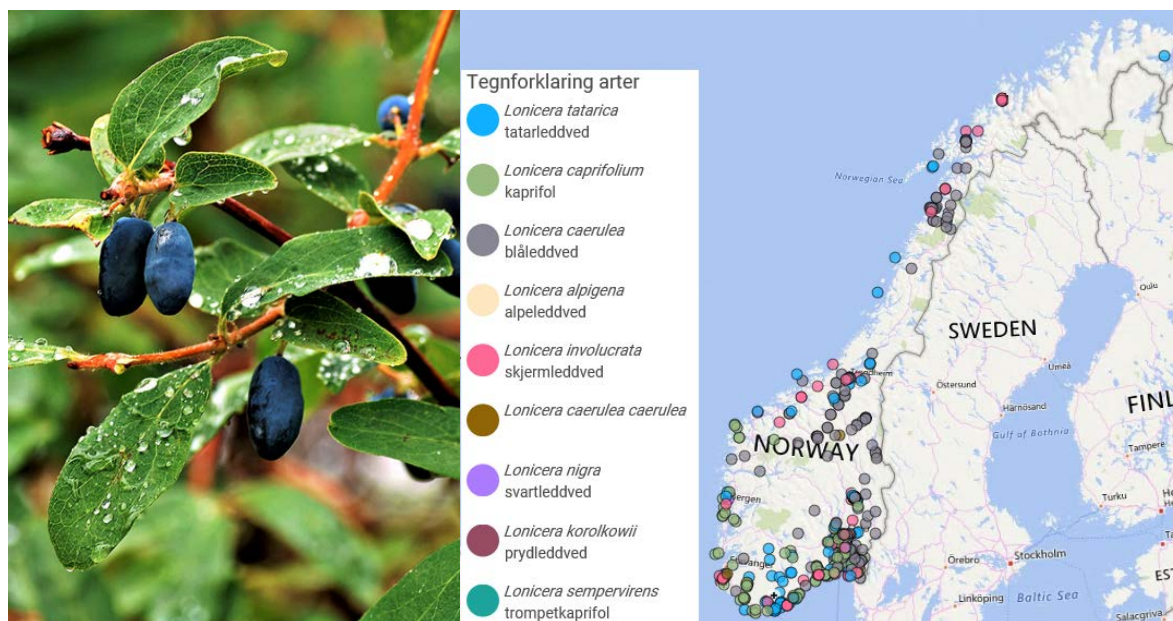 Tegnforklaring arter
Lonicera tatarica
tatarleddved
Lonicera caprifolium
kaprifol
Lonicera caerulea
blåleddved
Lonicera alpigena
alpeleddved
Lonicera involucrata
skjermleddved
Lonicera caerulea caerulea
Lonicera nigra
svartleddved
Lonicera korolkowii
prydleddved
Lonicera sempervirens
trompetkaprifol
Norwegian Sea
Oulu
SWEDEN
Umeå
Östersund
FINL
Härnösand
Gulf of Bothnia
NORWAY
Tampere
Turku
Stockholm
Örebro
EST
Linköping
Baltic Sea
Salacgriva